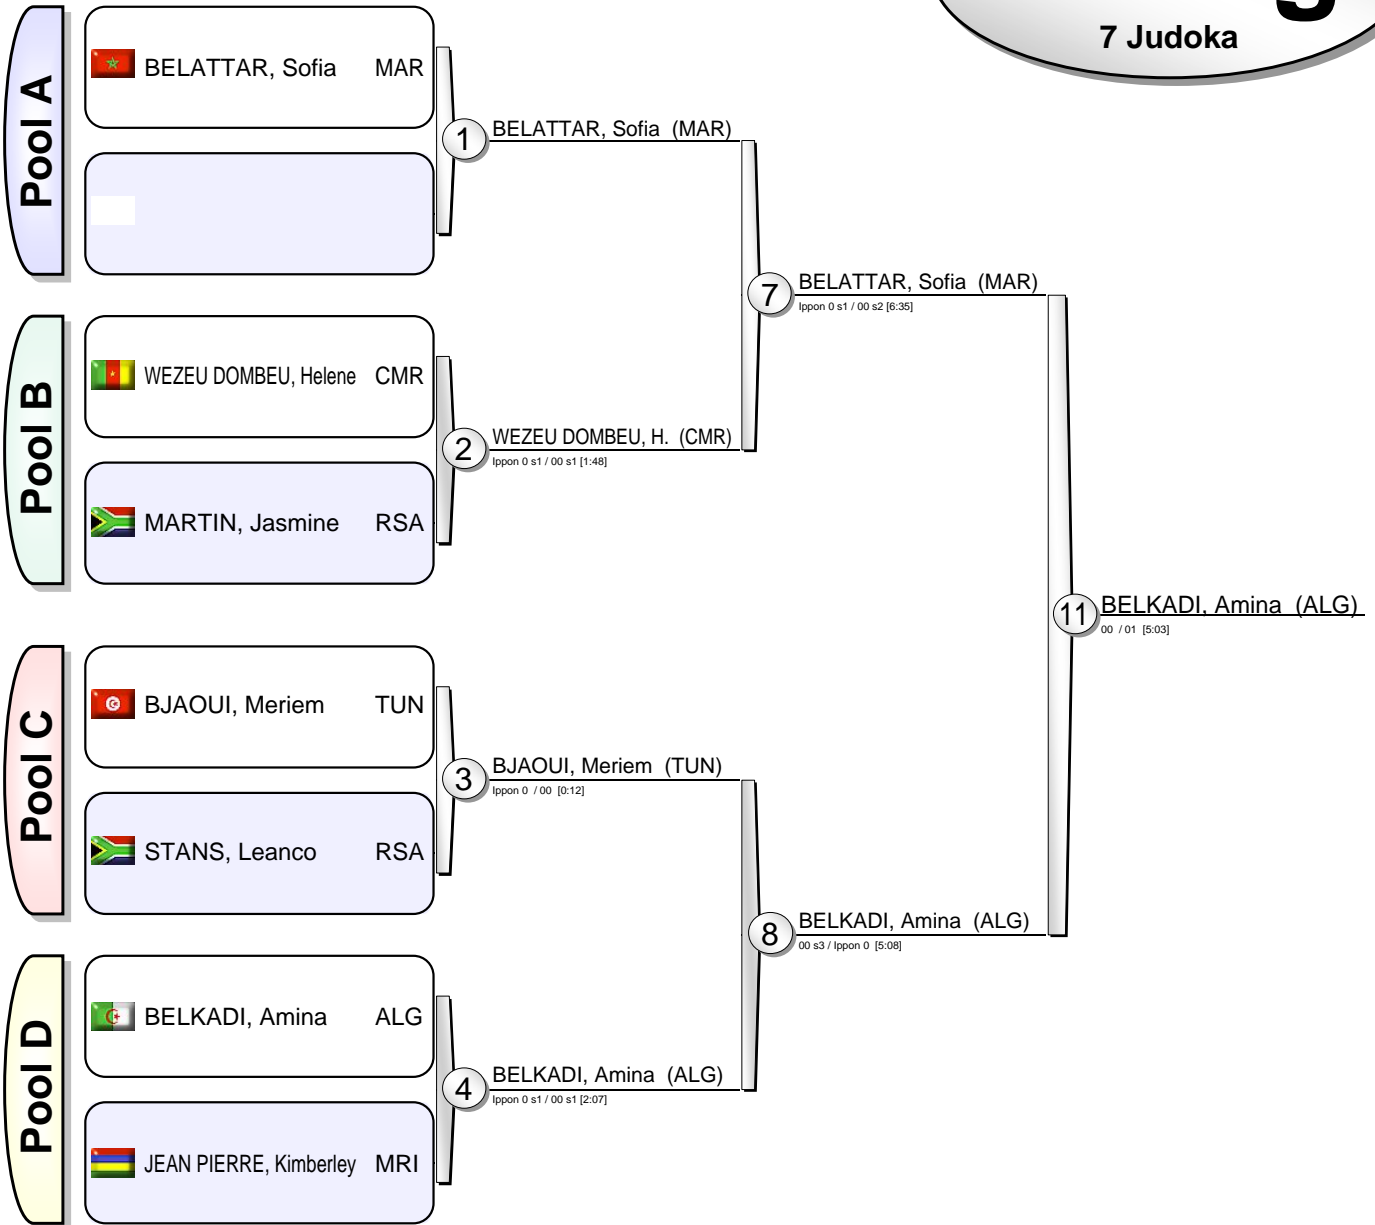 7 Judoka
Pool A
BELATTAR, Sofia MAR
1 BELATTAR, Sofia (MAR)
7 BELATTAR, Sofia (MAR)
Ippon 0 s1 / 00 s2 [6:35]
Pool B
WEZEU DOMBEU, Helene CMR
2 WEZEU DOMBEU, H. (CMR)
Ippon 0 s1 / 00 s1 [1:48]
MARTIN, Jasmine RSA
11 BELKADI, Amina (ALG)
00 / 01 [5:03]
Pool C
BJAOUI, Meriem TUN
3 BJAOUI, Meriem (TUN)
Ippon 0 / 00 [0:12]
STANS, Leanco RSA
8 BELKADI, Amina (ALG)
00 s3 / Ippon 0 [5:08]
Pool D
BELKADI, Amina ALG
4 BELKADI, Amina (ALG)
Ippon 0 s1 / 00 s1 [2:07]
JEAN PIERRE, Kimberley MRI